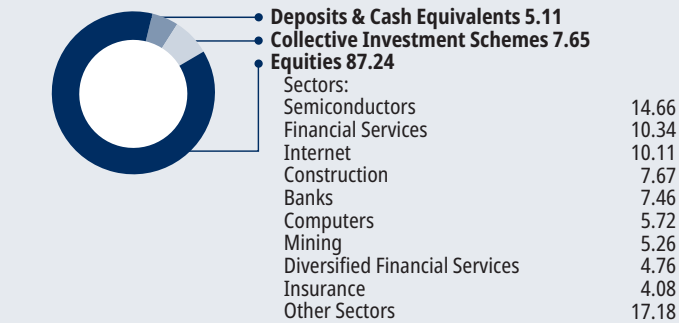 Deposits & Cash Equivalents 5.11
Collective Investment Schemes 7.65
Equities 87.24
Sectors:
Semiconductors 14.66
Financial Services 10.34
Internet 10.11
Construction 7.67
Banks 7.46
Computers 5.72
Mining 5.26
Diversified Financial Services 4.76
Insurance 4.08
Other Sectors 17.18